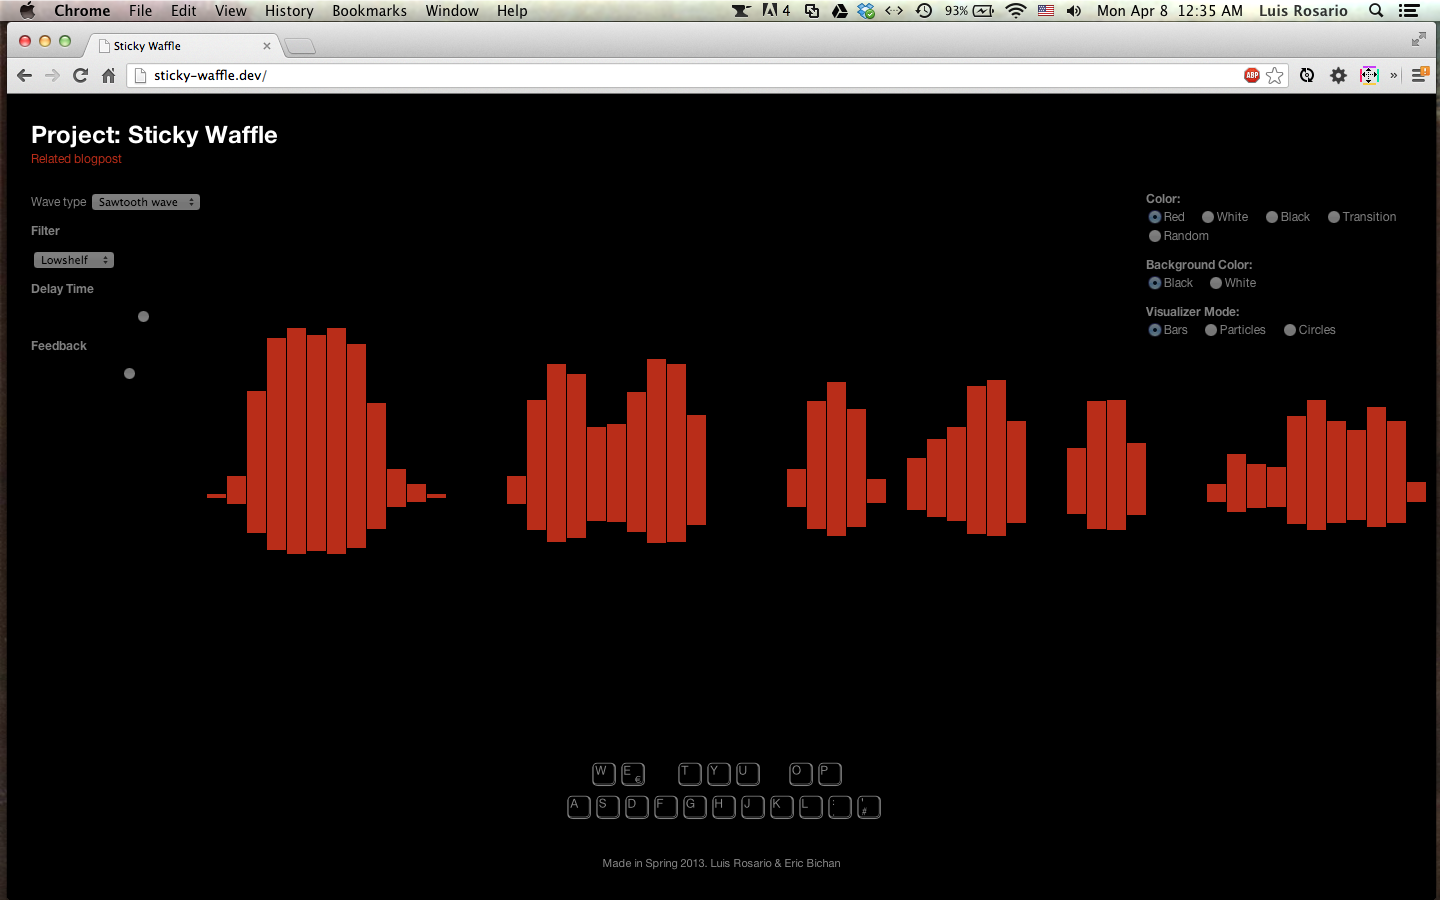 Chrome File Edit View History Bookmarks Window Help 4 93% Mon Apr 8 12:35 AM Luis Rosario
Sticky Waffle
sticky-waffle.dev/ ABP »
Project: Sticky Waffle
Related blogpost
Wave type Sawtooth wave
Filter
Lowshelf
Delay Time
Feedback
Color:
Red White Black Transition
Random
Background Color:
Black White
Visualizer Mode:
Bars Particles Circles
W E € T Y U O P
A S D F G H J K L : ; ' #
Made in Spring 2013. Luis Rosario & Eric Bichan